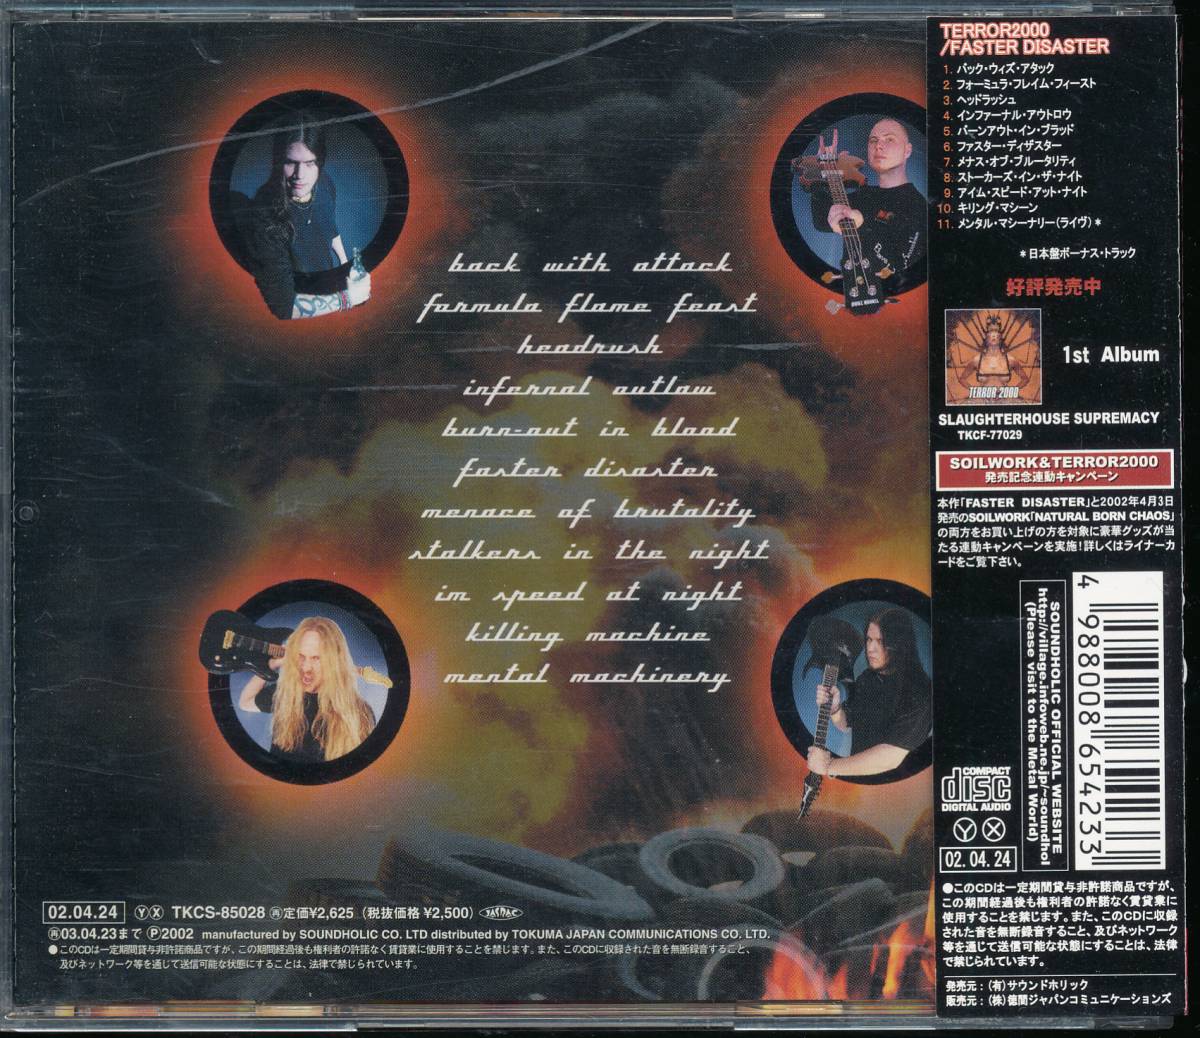 back with attack
formula flame feast
headrush
infernal outlaw
burn-out in blood
faster disaster
menace of brutality
stalkers in the night
im speed at night
killing machine
mental machinery
02.04.24 ⓎⓍ TKCS-85028 ㊢定価¥2,625 (税抜価格 ¥2,500) JASRAC
㊢03.04.23まで Ⓟ2002 manufactured by SOUNDHOLIC CO. LTD distributed by TOKUMA JAPAN COMMUNICATIONS CO. LTD.
●このCDは一定期間貸与非許諾商品ですが、この期間経過後も権利者の許諾なく賃貸業に使用することを禁じます。また、このCDに収録された音を無断録音すること、
及びネットワーク等を通じて送信可能な状態にすることは、法律で禁じられています。
TERROR2000
/FASTER DISASTER
1. バック・ウィズ・アタック
2. フォーミュラ・フレイム・フィースト
3. ヘッドラッシュ
4. インファーナル・アウトロウ
5. バーンアウト・イン・ブラッド
6. ファスター・ディザスター
7. メナス・オブ・ブルータリティ
8. ストーカーズ・イン・ザ・ナイト
9. アイム・スピード・アット・ナイト
10. キリング・マシーン
11. メンタル・マシーナリー(ライヴ)*
*日本盤ボーナス・トラック
好評発売中
TERROR 2000
1st Album
SLAUGHTERHOUSE SUPREMACY
TKCF-77029
SOILWORK&TERROR2000
発売記念連動キャンペーン
本作「FASTER DISASTER」と2002年4月3日
発売のSOILWORK「NATURAL BORN CHAOS」
の両方をお買い上げの方を対象に豪華グッズが当
たる連動キャンペーンを実施!詳しくはライナーカ
ードをご覧下さい。
SOUNDHOLIC OFFICIAL WEBSITE
http://village.infoweb.ne.jp/~soundhol
(Please visit to the Metal World)
4 988008 654233
COMPACT
disc
DIGITAL AUDIO
ⓎⓍ
02.04.24
●このCDは一定期間貸与非許諾商品ですが、
この期間経過後も権利者の許諾なく賃貸業に
使用することを禁じます。また、このCDに収録
された音を無断録音すること、及びネットワーク
等を通じて送信可能な状態にすることは、法律
で禁じられています。
発売元:(有)サウンドホリック
販売元:(株)徳間ジャパンコミュニケーションズ